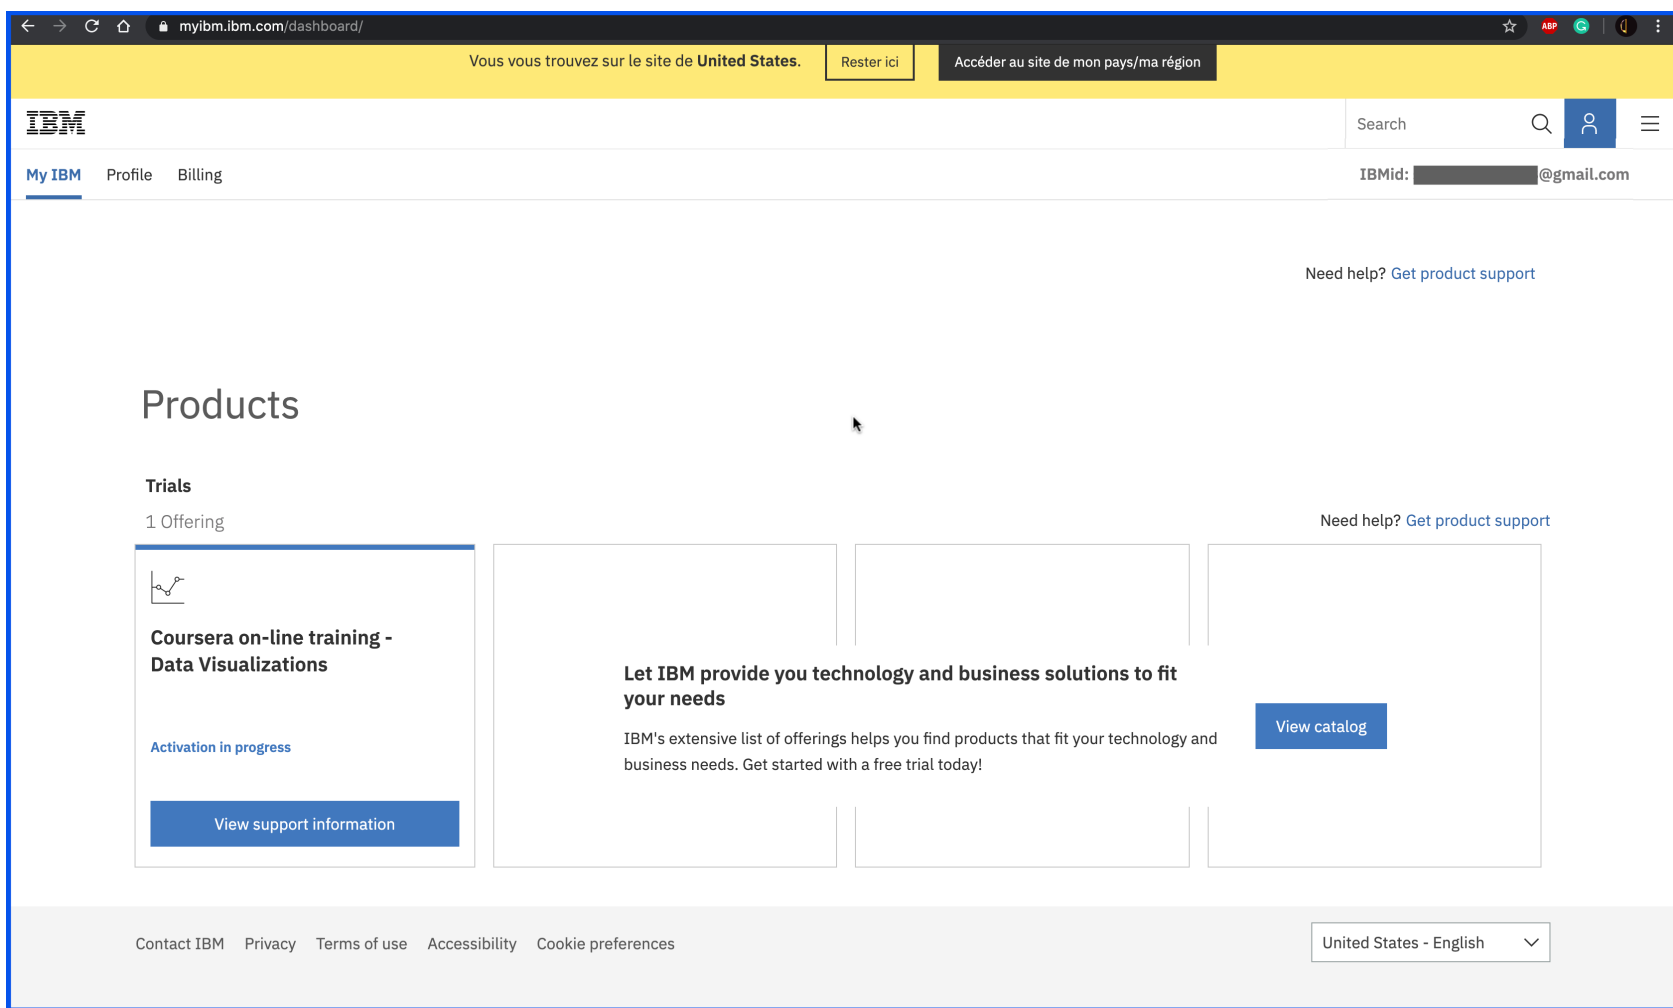 myibm.ibm.com/dashboard/
ABP
Vous vous trouvez sur le site de United States.
Rester ici
Accéder au site de mon pays/ma région
IBM
Search
My IBM
Profile
Billing
IBMid:
@gmail.com
Need help? Get product support
Products
Trials
1 Offering
Need help? Get product support
Coursera on-line training -
Data Visualizations
Activation in progress
View support information
Let IBM provide you technology and business solutions to fit
your needs
IBM's extensive list of offerings helps you find products that fit your technology and
business needs. Get started with a free trial today!
View catalog
Contact IBM
Privacy
Terms of use
Accessibility
Cookie preferences
United States - English